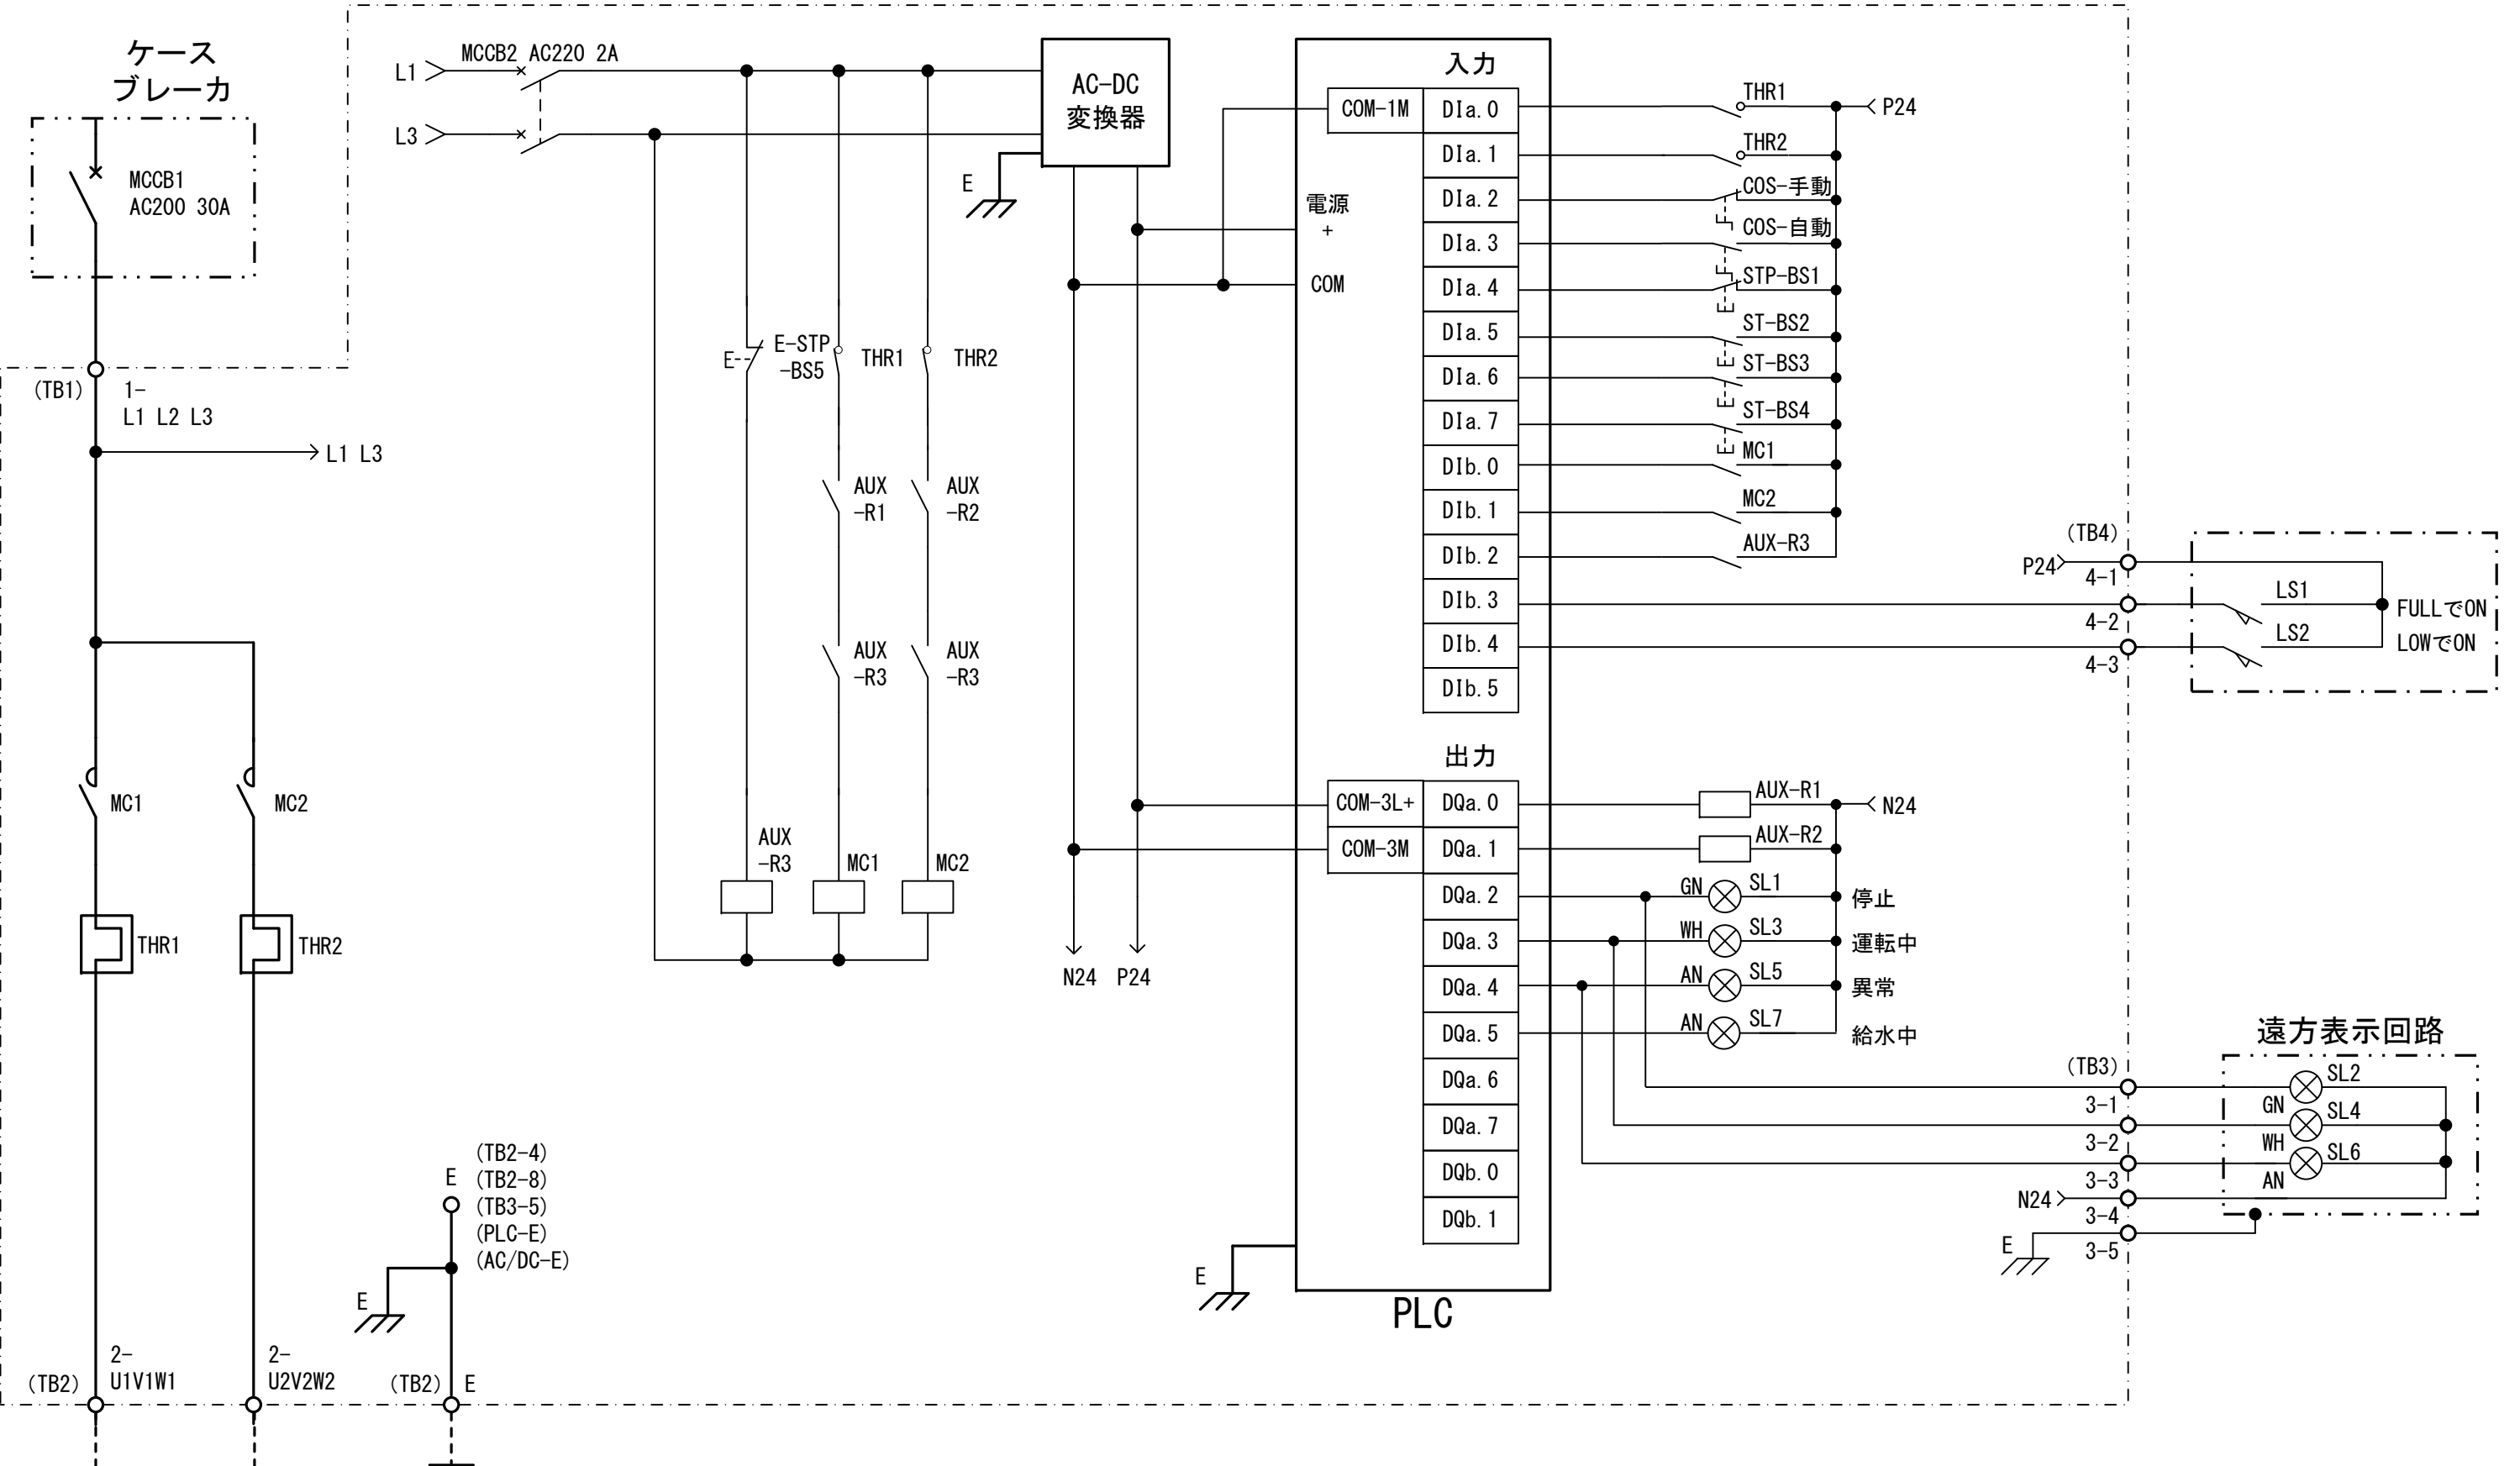 ケース
ブレーカ
MCCB1
AC200 30A
(TB1)
1-
L1 L2 L3
L1 L3
MC1
MC2
THR1
THR2
(TB2)
2-
U1V1W1
2-
U2V2W2
(TB2)
E
E
E
(TB2-4)
(TB2-8)
(TB3-5)
(PLC-E)
(AC/DC-E)
L1
MCCB2 AC220 2A
L3
AC-DC
変換器
E
E
E-STP
-BS5
THR1
THR2
AUX
-R1
AUX
-R2
AUX
-R3
AUX
-R3
AUX
-R3
MC1
MC2
N24
P24
電源
+
COM
入力
COM-1M
DIa.0
DIa.1
DIa.2
DIa.3
DIa.4
DIa.5
DIa.6
DIa.7
DIb.0
DIb.1
DIb.2
DIb.3
DIb.4
DIb.5
THR1
P24
THR2
COS-手動
COS-自動
STP-BS1
ST-BS2
ST-BS3
ST-BS4
MC1
MC2
AUX-R3
出力
COM-3L+
COM-3M
DQa.0
DQa.1
DQa.2
DQa.3
DQa.4
DQa.5
DQa.6
DQa.7
DQb.0
DQb.1
AUX-R1
N24
AUX-R2
GN
SL1
停止
WH
SL3
運転中
AN
SL5
異常
AN
SL7
給水中
E
PLC
(TB4)
P24
4-1
4-2
4-3
LS1
FULLでON
LS2
LOWでON
遠方表示回路
(TB3)
3-1
3-2
3-3
N24
3-4
E
3-5
SL2
GN
SL4
WH
SL6
AN